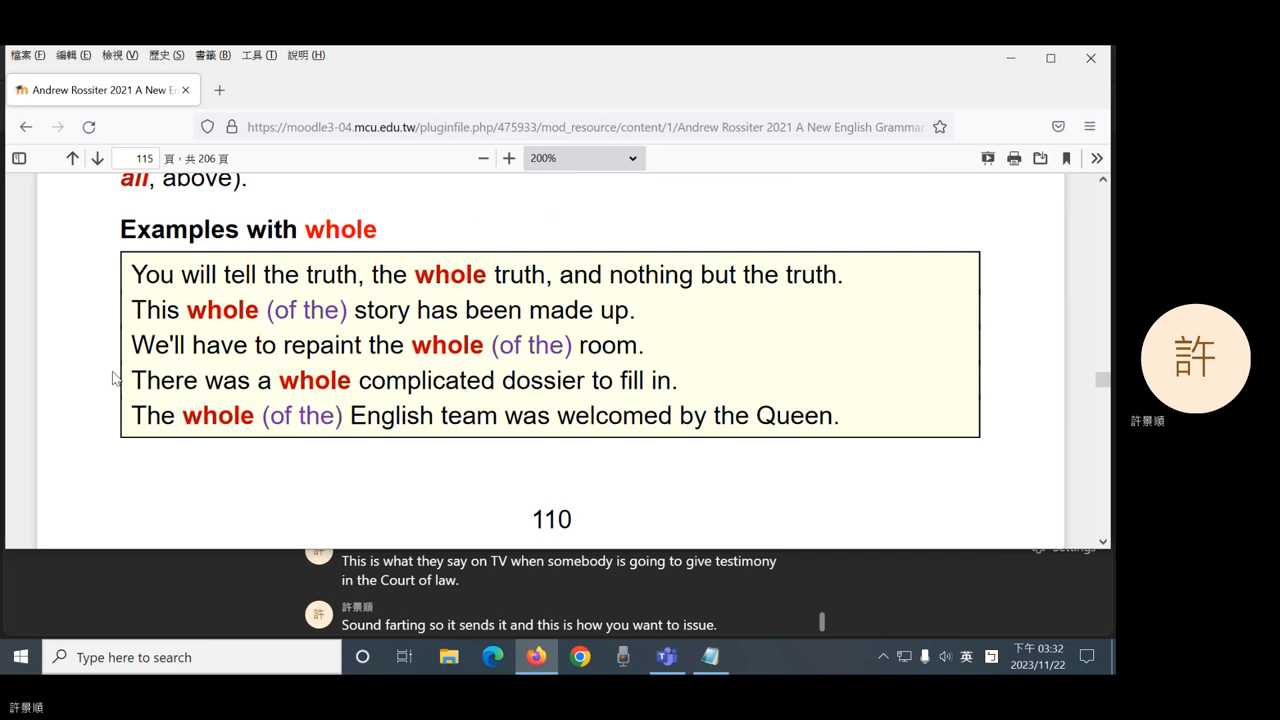 檔案 (F) 編輯 (E) 檢視 (V) 歷史 (S) 書籤 (B) 工具 (T) 說明 (H)
Andrew Rossiter 2021 A New En
https://moodle3-04.mcu.edu.tw/pluginfile.php/475933/mod_resource/content/1/Andrew Rossiter 2021 A New English Grammar
115 頁，共 206 頁
200%
all, above).
Examples with whole
You will tell the truth, the whole truth, and nothing but the truth.
This whole (of the) story has been made up.
We'll have to repaint the whole (of the) room.
There was a whole complicated dossier to fill in.
The whole (of the) English team was welcomed by the Queen.
110
許
許景順
Settings
許
This is what they say on TV when somebody is going to give testimony
in the Court of law.
許景順
許
Sound farting so it sends it and this is how you want to issue.
Type here to search
英
下午 03:32
2023/11/22
許景順